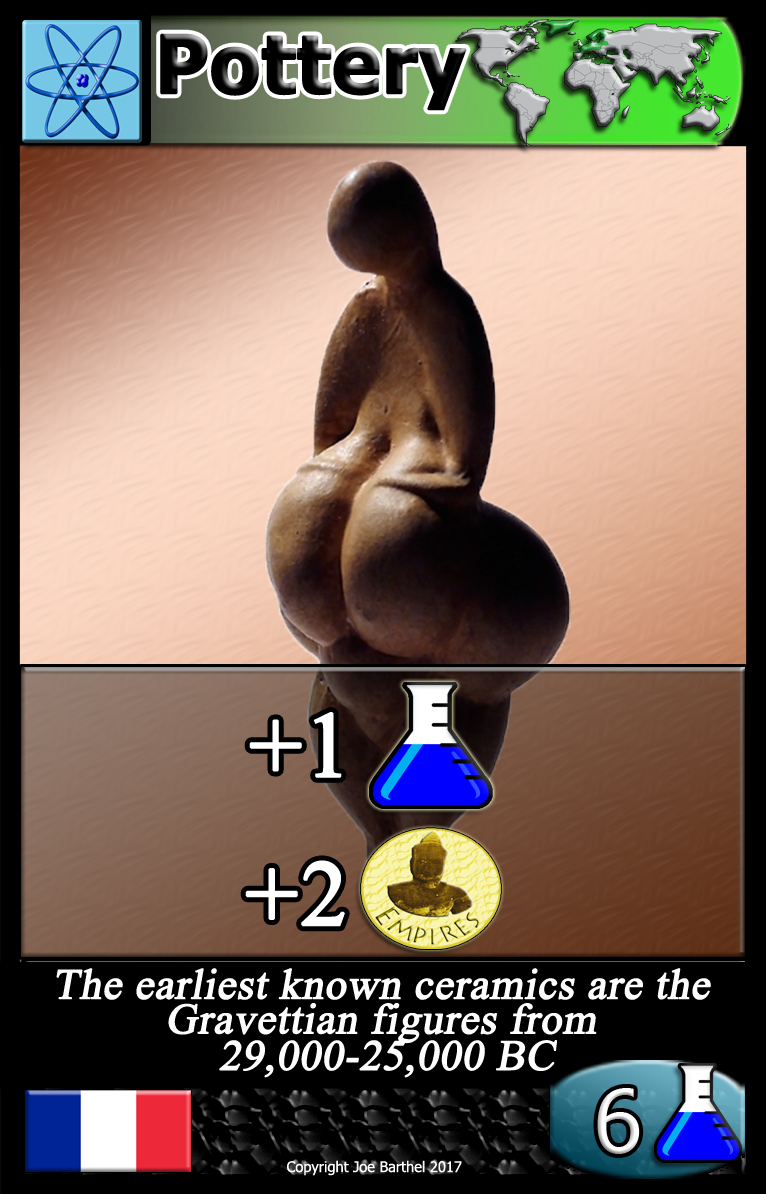 Pottery
+1
+2
EMPIRES
The earliest known ceramics are the
Gravettian figures from
29,000-25,000 BC
6
Copyright Joe Barthel 2017